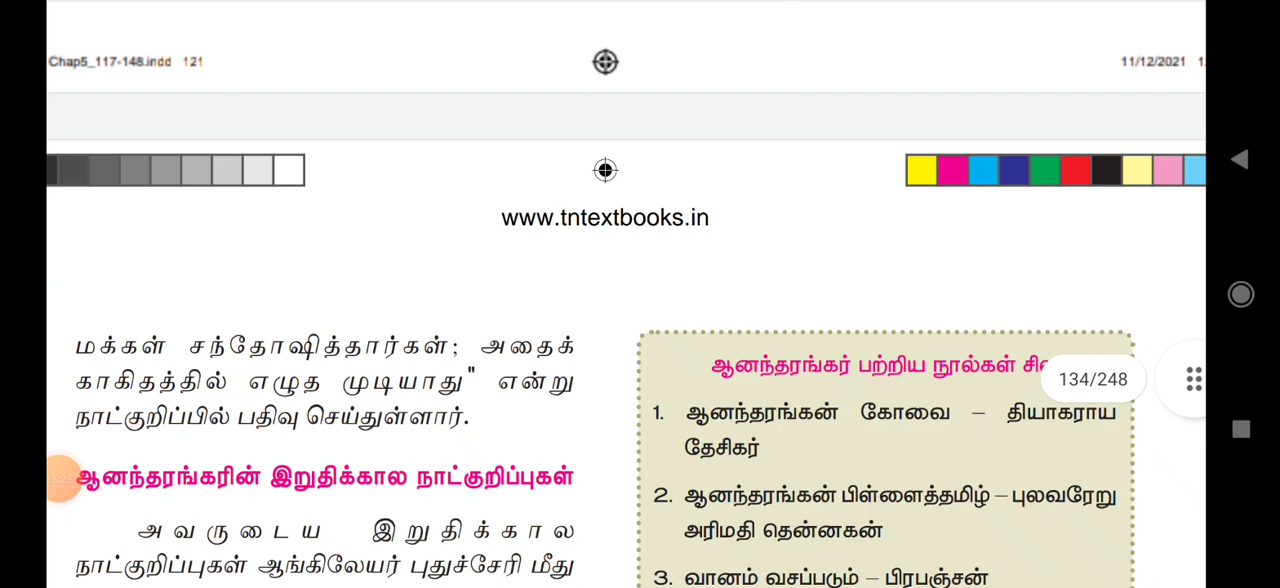 Chap5_117-148.indd 121
11/12/2021
www.tntextbooks.in
மக்கள் சந்தோஷித்தார்கள்; அதைக்
காகிதத்தில் எழுத முடியாது" என்று
நாட்குறிப்பில் பதிவு செய்துள்ளார்.
ஆனந்தரங்கரின் இறுதிக்கால நாட்குறிப்புகள்
அவருடைய இறுதிக்கால
நாட்குறிப்புகள் ஆங்கிலேயர் புதுச்சேரி மீது
ஆனந்தரங்கர் பற்றிய நூல்கள்
134/248
1. ஆனந்தரங்கன் கோவை – தியாகராய
தேசிகர்
2. ஆனந்தரங்கன் பிள்ளைத்தமிழ் – புலவரேறு
அரிமதி தென்னகன்
3. வானம் வசப்படும் – பிரபஞ்சன்